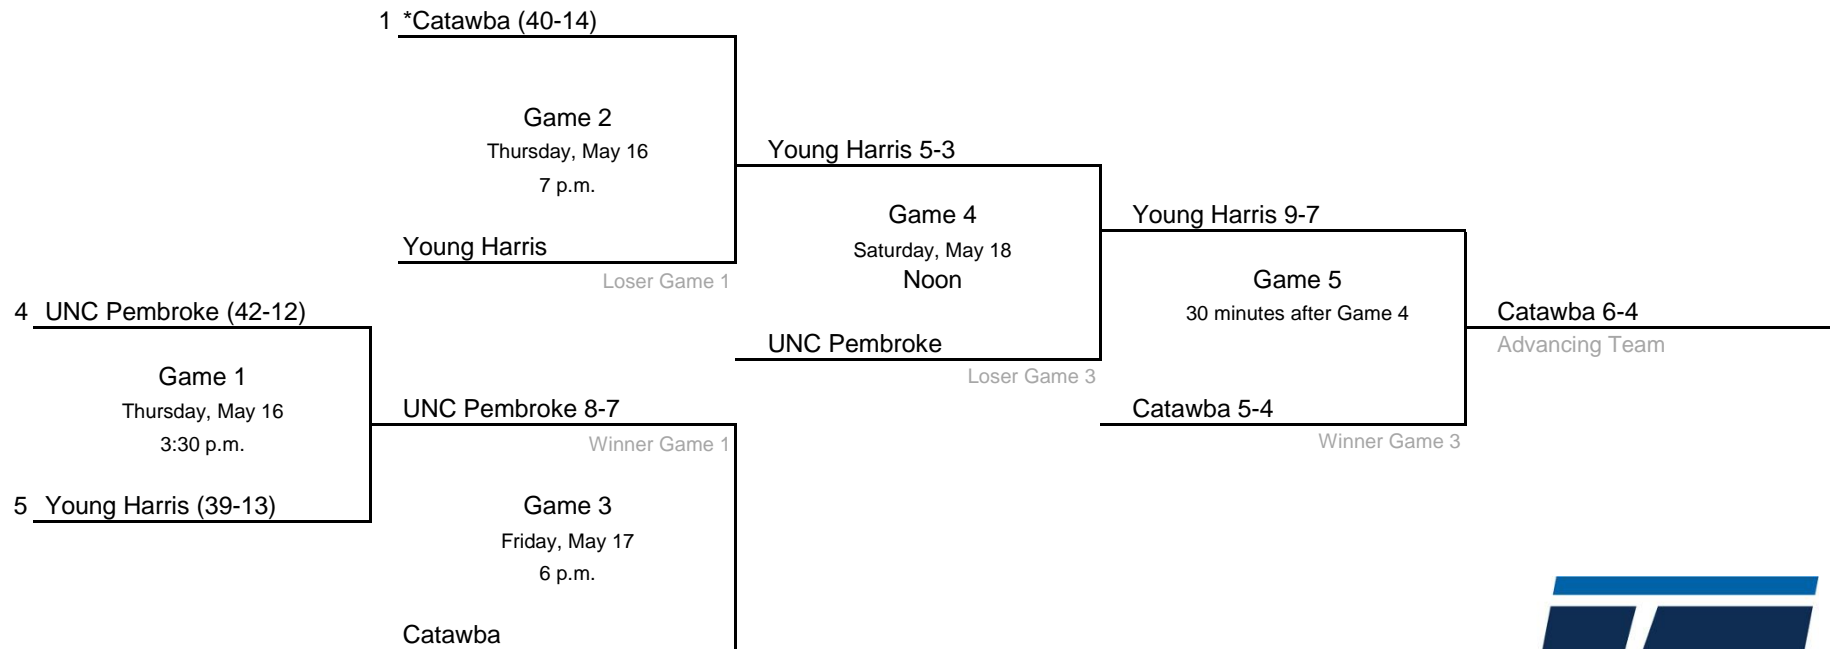 1 *Catawba (40-14)
Game 2
Thursday, May 16
7 p.m.
Young Harris
Loser Game 1
4 UNC Pembroke (42-12)
Game 1
Thursday, May 16
3:30 p.m.
5 Young Harris (39-13)
UNC Pembroke 8-7
Winner Game 1
Game 3
Friday, May 17
6 p.m.
Catawba
Young Harris 5-3
Game 4
Saturday, May 18
Noon
UNC Pembroke
Loser Game 3
Young Harris 9-7
Game 5
30 minutes after Game 4
Catawba 5-4
Winner Game 3
Catawba 6-4
Advancing Team